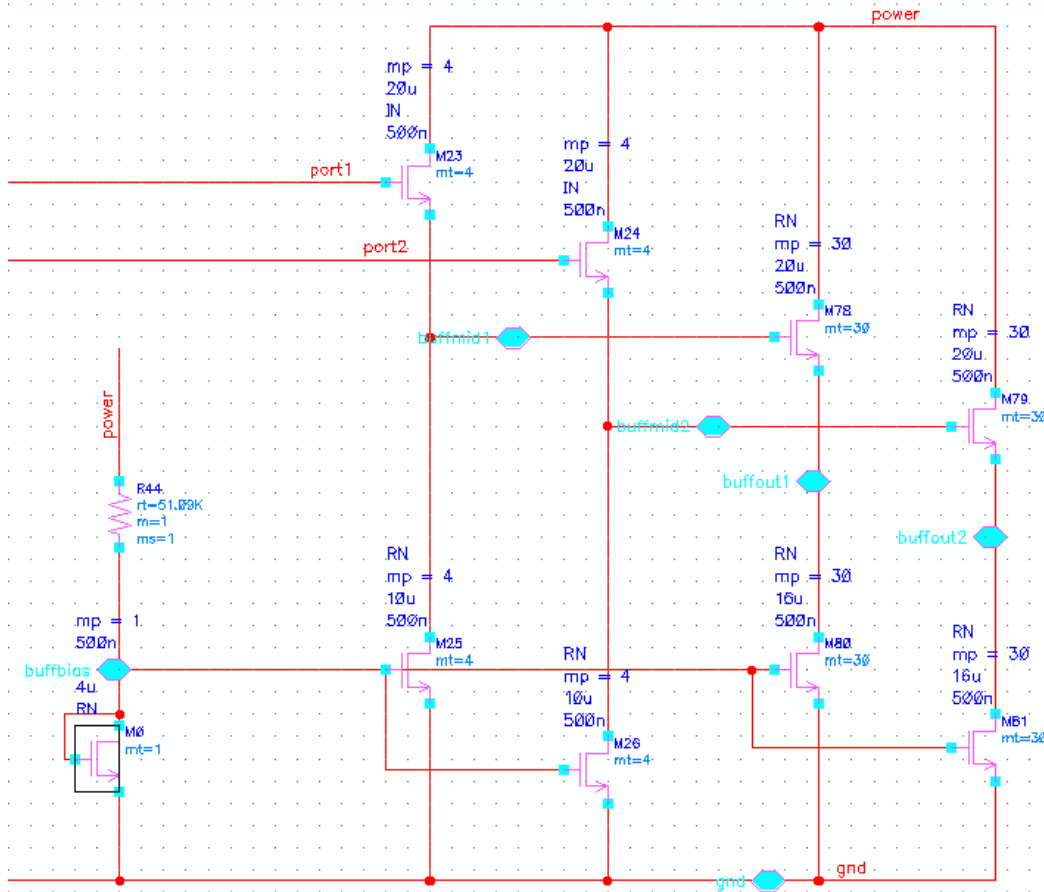 power
mp = 4
20u
IN
500n
M23
mt=4
port1
mp = 4
20u
IN
500n
M24
mt=4
port2
RN
mp = 30
20u
500n
M78
mt=30
buffmid1
RN
mp = 30
20u
500n
M79
mt=30
buffmid2
power
R44
rt=51.09K
m=1
ms=1
buffout1
buffout2
RN
mp = 4
10u
500n
M25
mt=4
RN
mp = 30
16u
500n
M80
mt=30
mp = 1
500n
buffbias
4u
RN
M0
mt=1
RN
mp = 4
10u
500n
M26
mt=4
RN
mp = 30
16u
500n
M81
mt=30
gnd
gnd